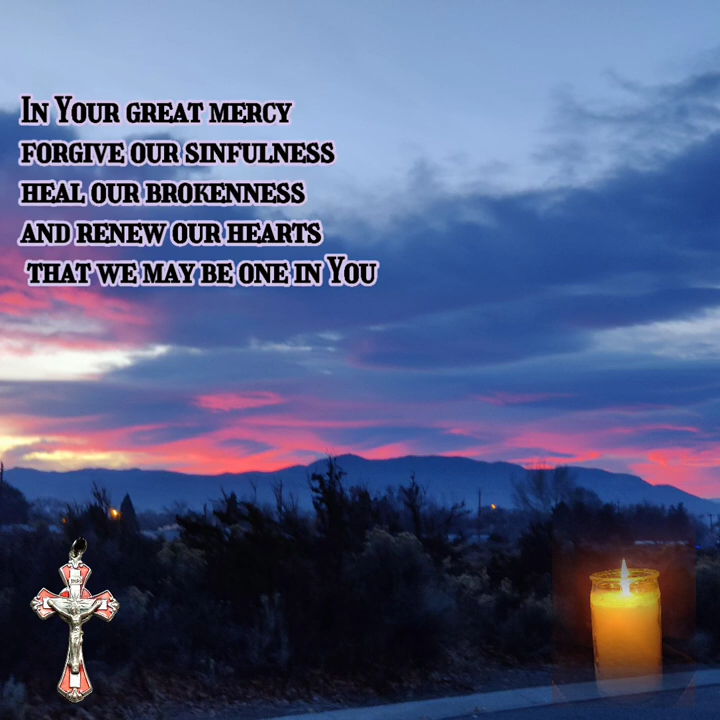 In Your great mercy
forgive our sinfulness
heal our brokenness
and renew our hearts
that we may be one in You